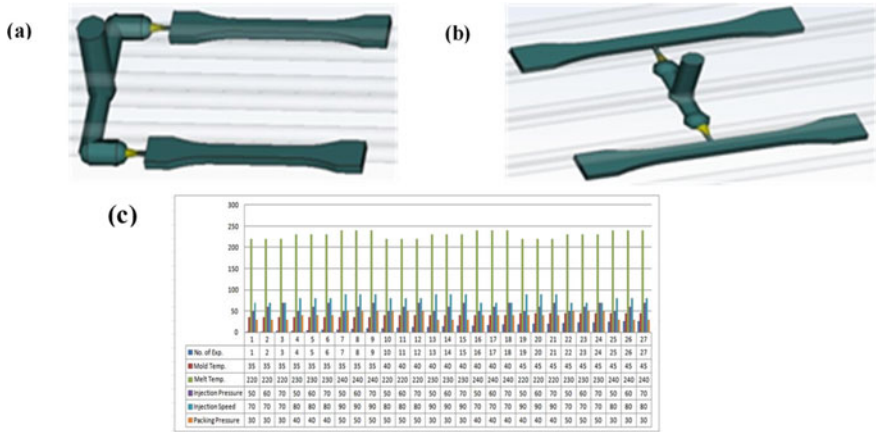 (a)
(b)
(c)
300
250
200
150
100
50
0
1 2 3 4 5 6 7 8 9 10 11 12 13 14 15 16 17 18 19 20 21 22 23 24 25 26 27
No. of Exp. 1 2 3 4 5 6 7 8 9 10 11 12 13 14 15 16 17 18 19 20 21 22 23 24 25 26 27
Mold Temp. 35 35 35 35 35 35 35 35 35 40 40 40 40 40 40 40 40 40 45 45 45 45 45 45 45 45 45
Melt Temp. 220 220 220 230 230 230 240 240 240 220 220 220 230 230 230 240 240 240 220 220 220 230 230 230 240 240 240
Injection Pressure 50 60 70 50 60 70 50 60 70 50 60 70 50 60 70 50 60 70 50 60 70 50 60 70 50 60 70
Injection Speed 70 70 70 80 80 80 90 90 90 80 80 80 90 90 90 70 70 70 90 90 90 70 70 70 80 80 80
Packing Pressure 30 30 30 40 40 40 50 50 50 50 50 50 30 30 30 40 40 40 40 40 40 50 50 50 30 30 30